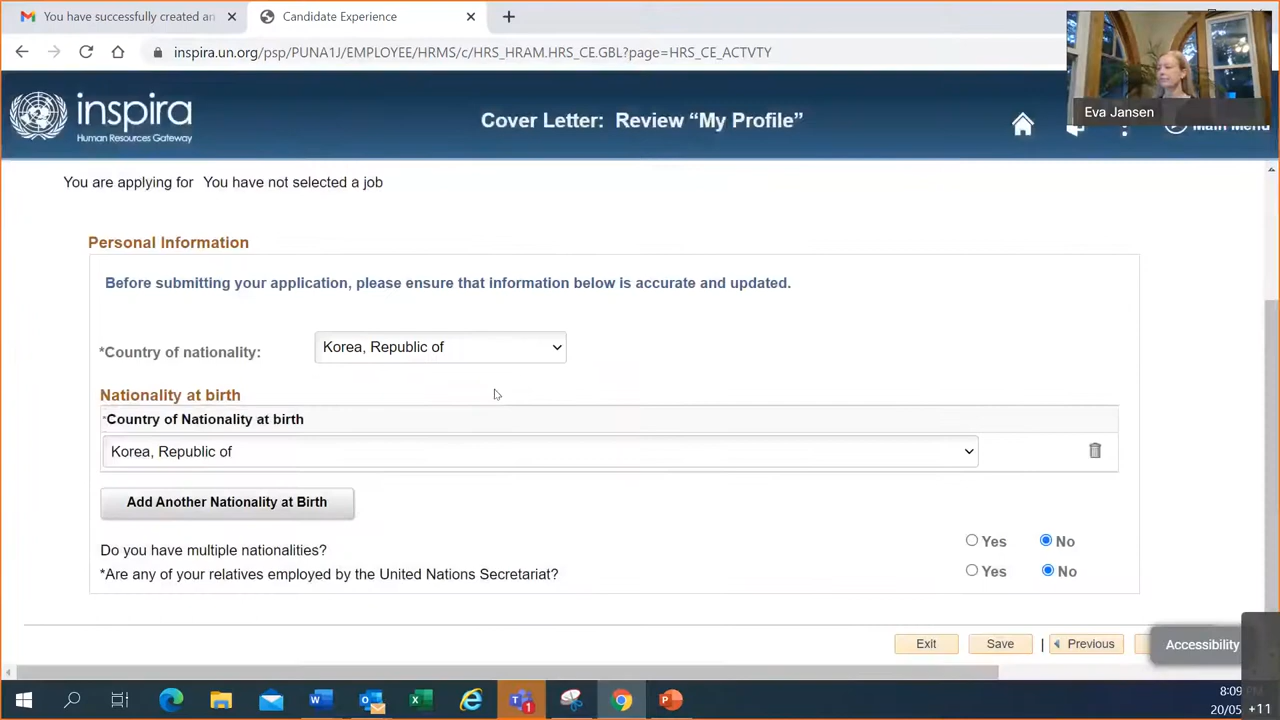 You have successfully created an
Candidate Experience
inspira.un.org/psp/PUNA1J/EMPLOYEE/HRMS/c/HRS_HRAM.HRS_CE.GBL?page=HRS_CE_ACTVTY
Eva Jansen
inspira
Human Resources Gateway
Cover Letter: Review “My Profile”
Main Menu
You are applying for You have not selected a job
Personal Information
Before submitting your application, please ensure that information below is accurate and updated.
*Country of nationality: Korea, Republic of
Nationality at birth
*Country of Nationality at birth
Korea, Republic of
Add Another Nationality at Birth
Do you have multiple nationalities? Yes No
*Are any of your relatives employed by the United Nations Secretariat? Yes No
Exit Save | Previous
Accessibility
8:09
20/05 +11
1